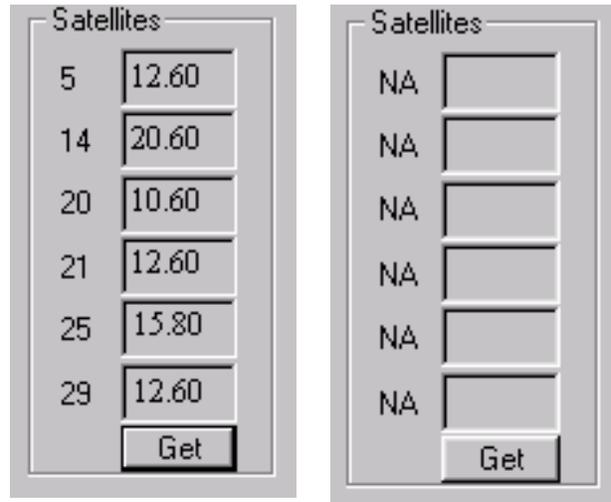 Satellites
5 12.60
14 20.60
20 10.60
21 12.60
25 15.80
29 12.60
Get
Satellites
NA
NA
NA
NA
NA
NA
Get